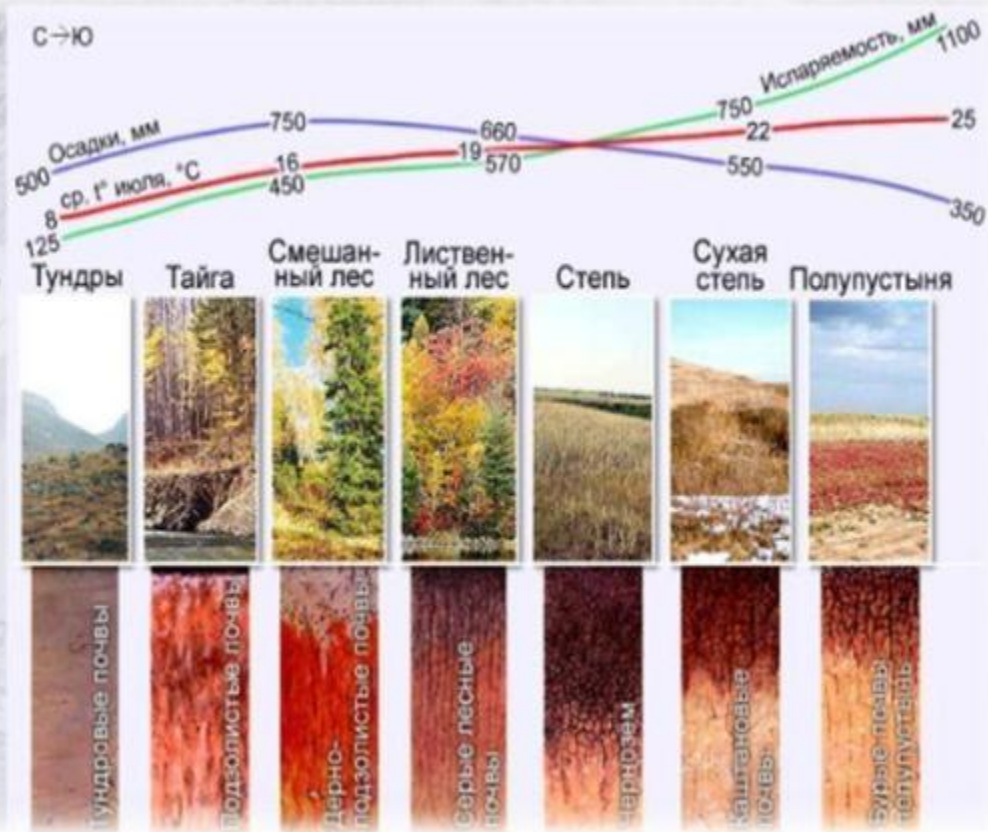 С→Ю
Осадки, мм
ср. t° июля, °С
Испаряемость, мм
500
750
660
550
350
8
16
19
22
25
125
450
570
750
1100
Тундры
Тайга
Смешан-
ный лес
Листвен-
ный лес
Степь
Сухая
степь
Полупустыня
Тундровые почвы
Подзолистые почвы
Дерно-
подзолистые почвы
Серые лесные
почвы
Чернозем
Каштановые
почвы
Бурые почвы
полупустынь